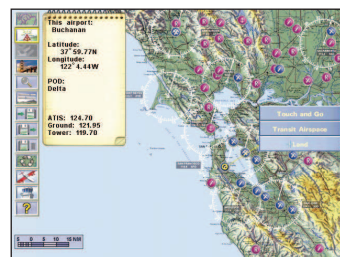 This airport:
Buchanan
Latitude:
37°59.77N
Longitude:
122°4.44W
POD:
Delta
ATIS: 124.70
Ground: 121.95
Tower: 119.70
Touch and Go
Transit Airspace
Land
?
0 5 10 15 NM